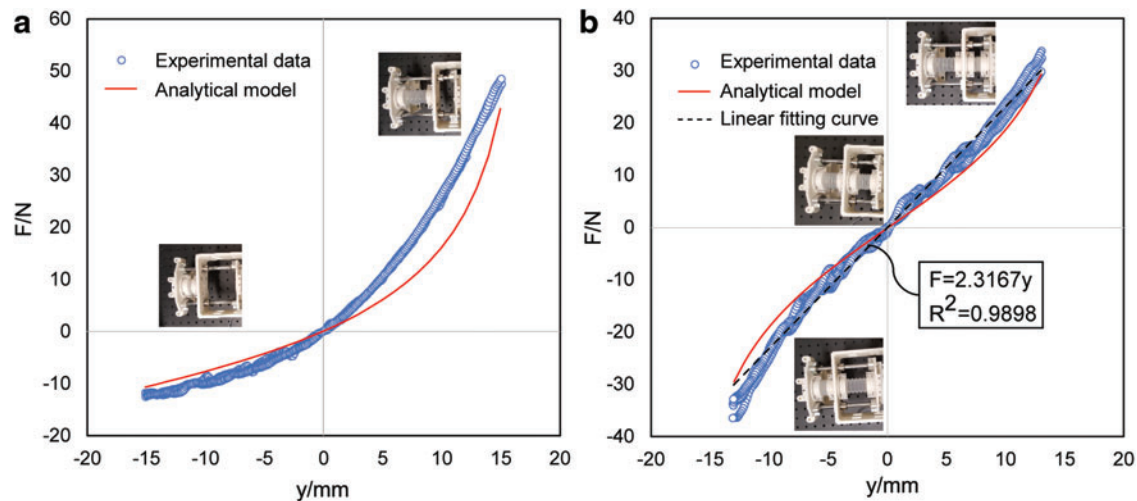 a
60
50
40
30
20
10
0
-10
-20
F/N
Experimental data
Analytical model
-20
-15
-10
-5
0
5
10
15
20
y/mm
b
40
30
20
10
0
-10
-20
-30
-40
F/N
Experimental data
Analytical model
Linear fitting curve
F=2.3167y
R²=0.9898
-20
-15
-10
-5
0
5
10
15
20
y/mm